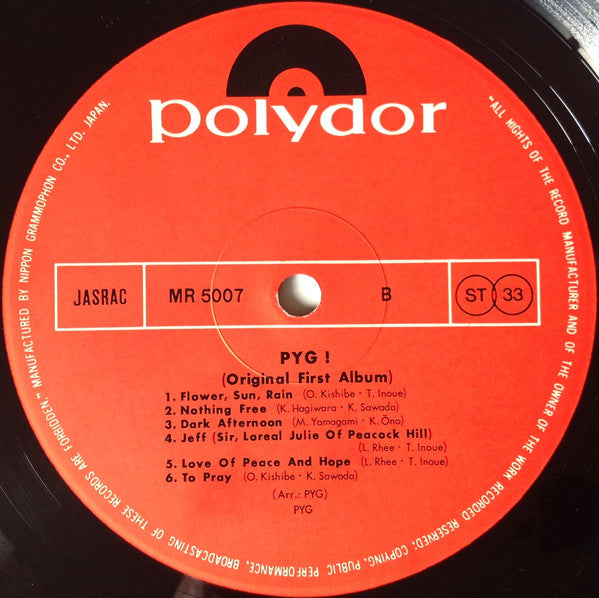 polydor
JASRAC MR 5007 B ST 33
PYG !
(Original First Album)
1. Flower, Sun, Rain (O. Kishibe · T. Inoue)
2. Nothing Free (K. Hagiwara · K. Sawada)
3. Dark Afternoon (M. Yamagami · K. Ōno)
4. Jeff (Sir, Loreal Julie Of Peacock Hill)
(L. Rhee · T. Inoue)
5. Love Of Peace And Hope (L. Rhee · T. Inoue)
6. To Pray (O. Kishibe · K. Sawada)
(Arr.: PYG)
PYG
"ALL RIGHTS OF THE RECORD MANUFACTURER AND OF THE OWNER OF THE WORK RECORDED RESERVED; COPYING, PUBLIC PERFORMANCE, BROADCASTING OF THESE RECORDS ARE FORBIDDEN." MANUFACTURED BY NIPPON GRAMMOPHON CO., LTD. JAPAN.